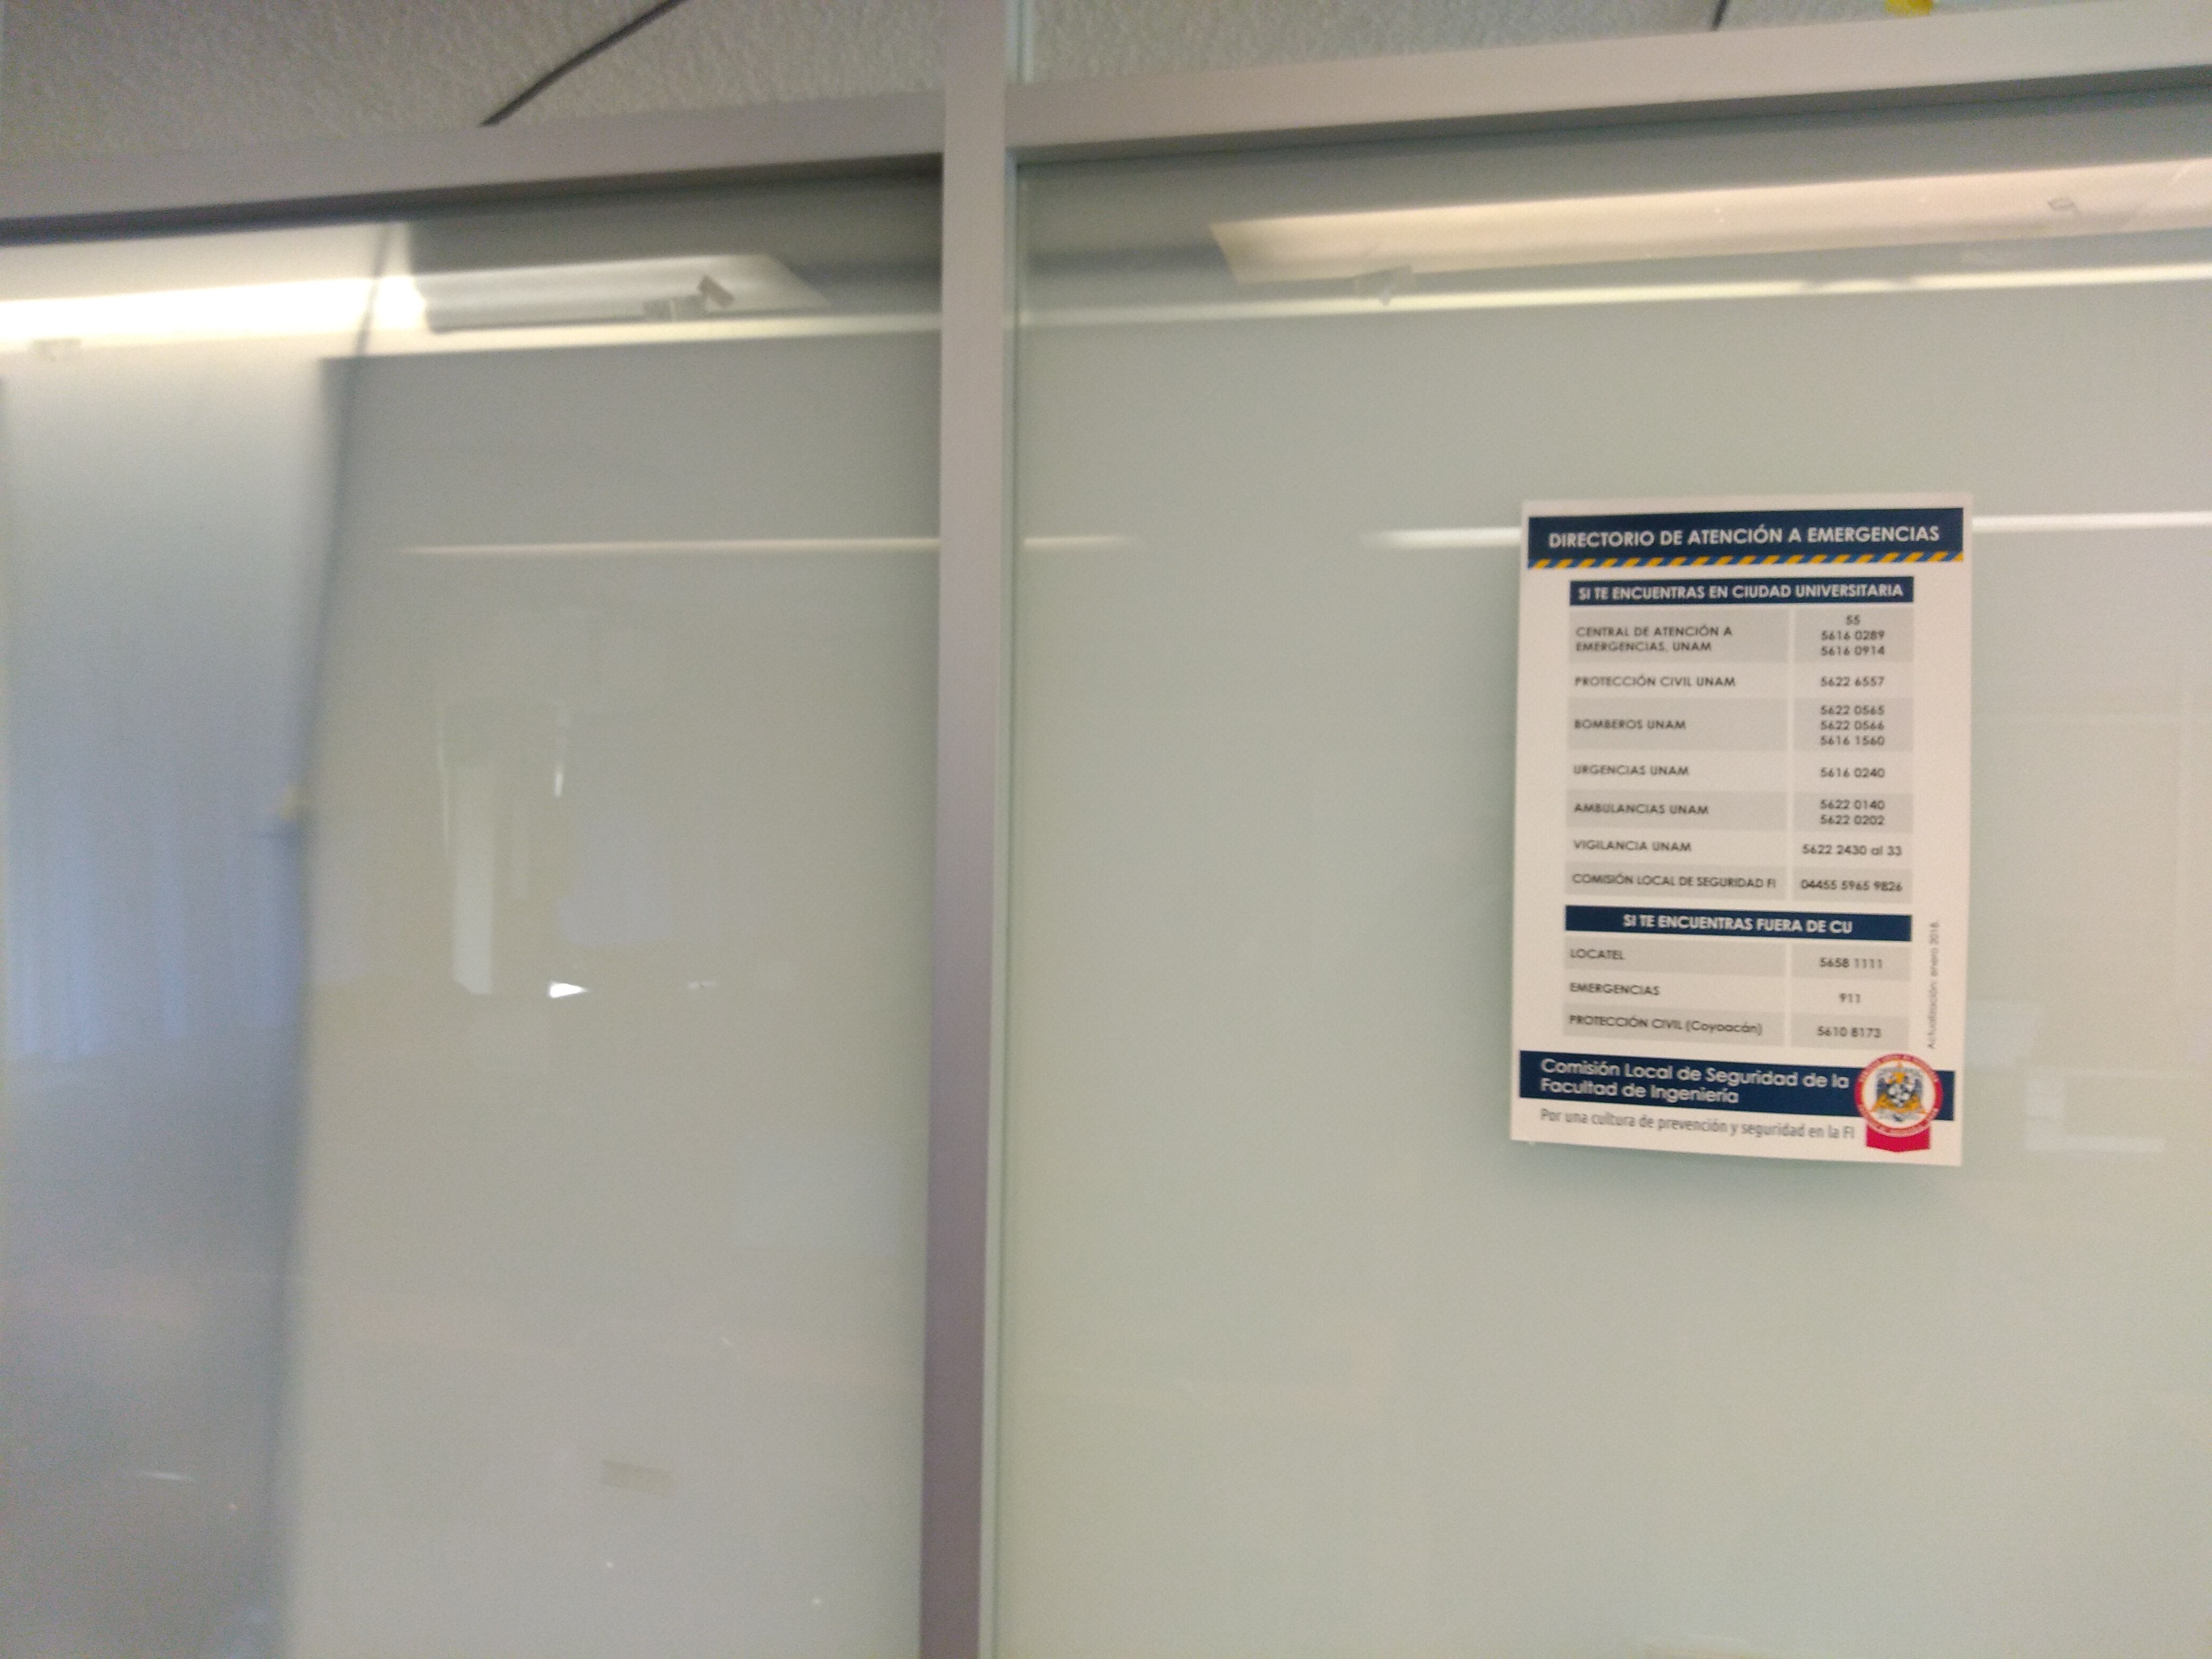 DIRECTORIO DE ATENCIÓN A EMERGENCIAS
SI TE ENCUENTRAS EN CIUDAD UNIVERSITARIA
CENTRAL DE ATENCIÓN A
EMERGENCIAS, UNAM
55
5616 0289
5616 0914
PROTECCIÓN CIVIL UNAM
5622 6557
BOMBEROS UNAM
5622 0565
5622 0566
5616 1560
URGENCIAS UNAM
5616 0240
AMBULANCIAS UNAM
5622 0140
5622 0202
VIGILANCIA UNAM
5622 2430 al 33
COMISIÓN LOCAL DE SEGURIDAD FI
04455 5965 9826
SI TE ENCUENTRAS FUERA DE CU
LOCATEL
5658 1111
EMERGENCIAS
911
PROTECCIÓN CIVIL (Coyoacán)
5610 8173
Actualización: enero 2018
Comisión Local de Seguridad de la
Facultad de Ingeniería
Por una cultura de prevención y seguridad en la FI